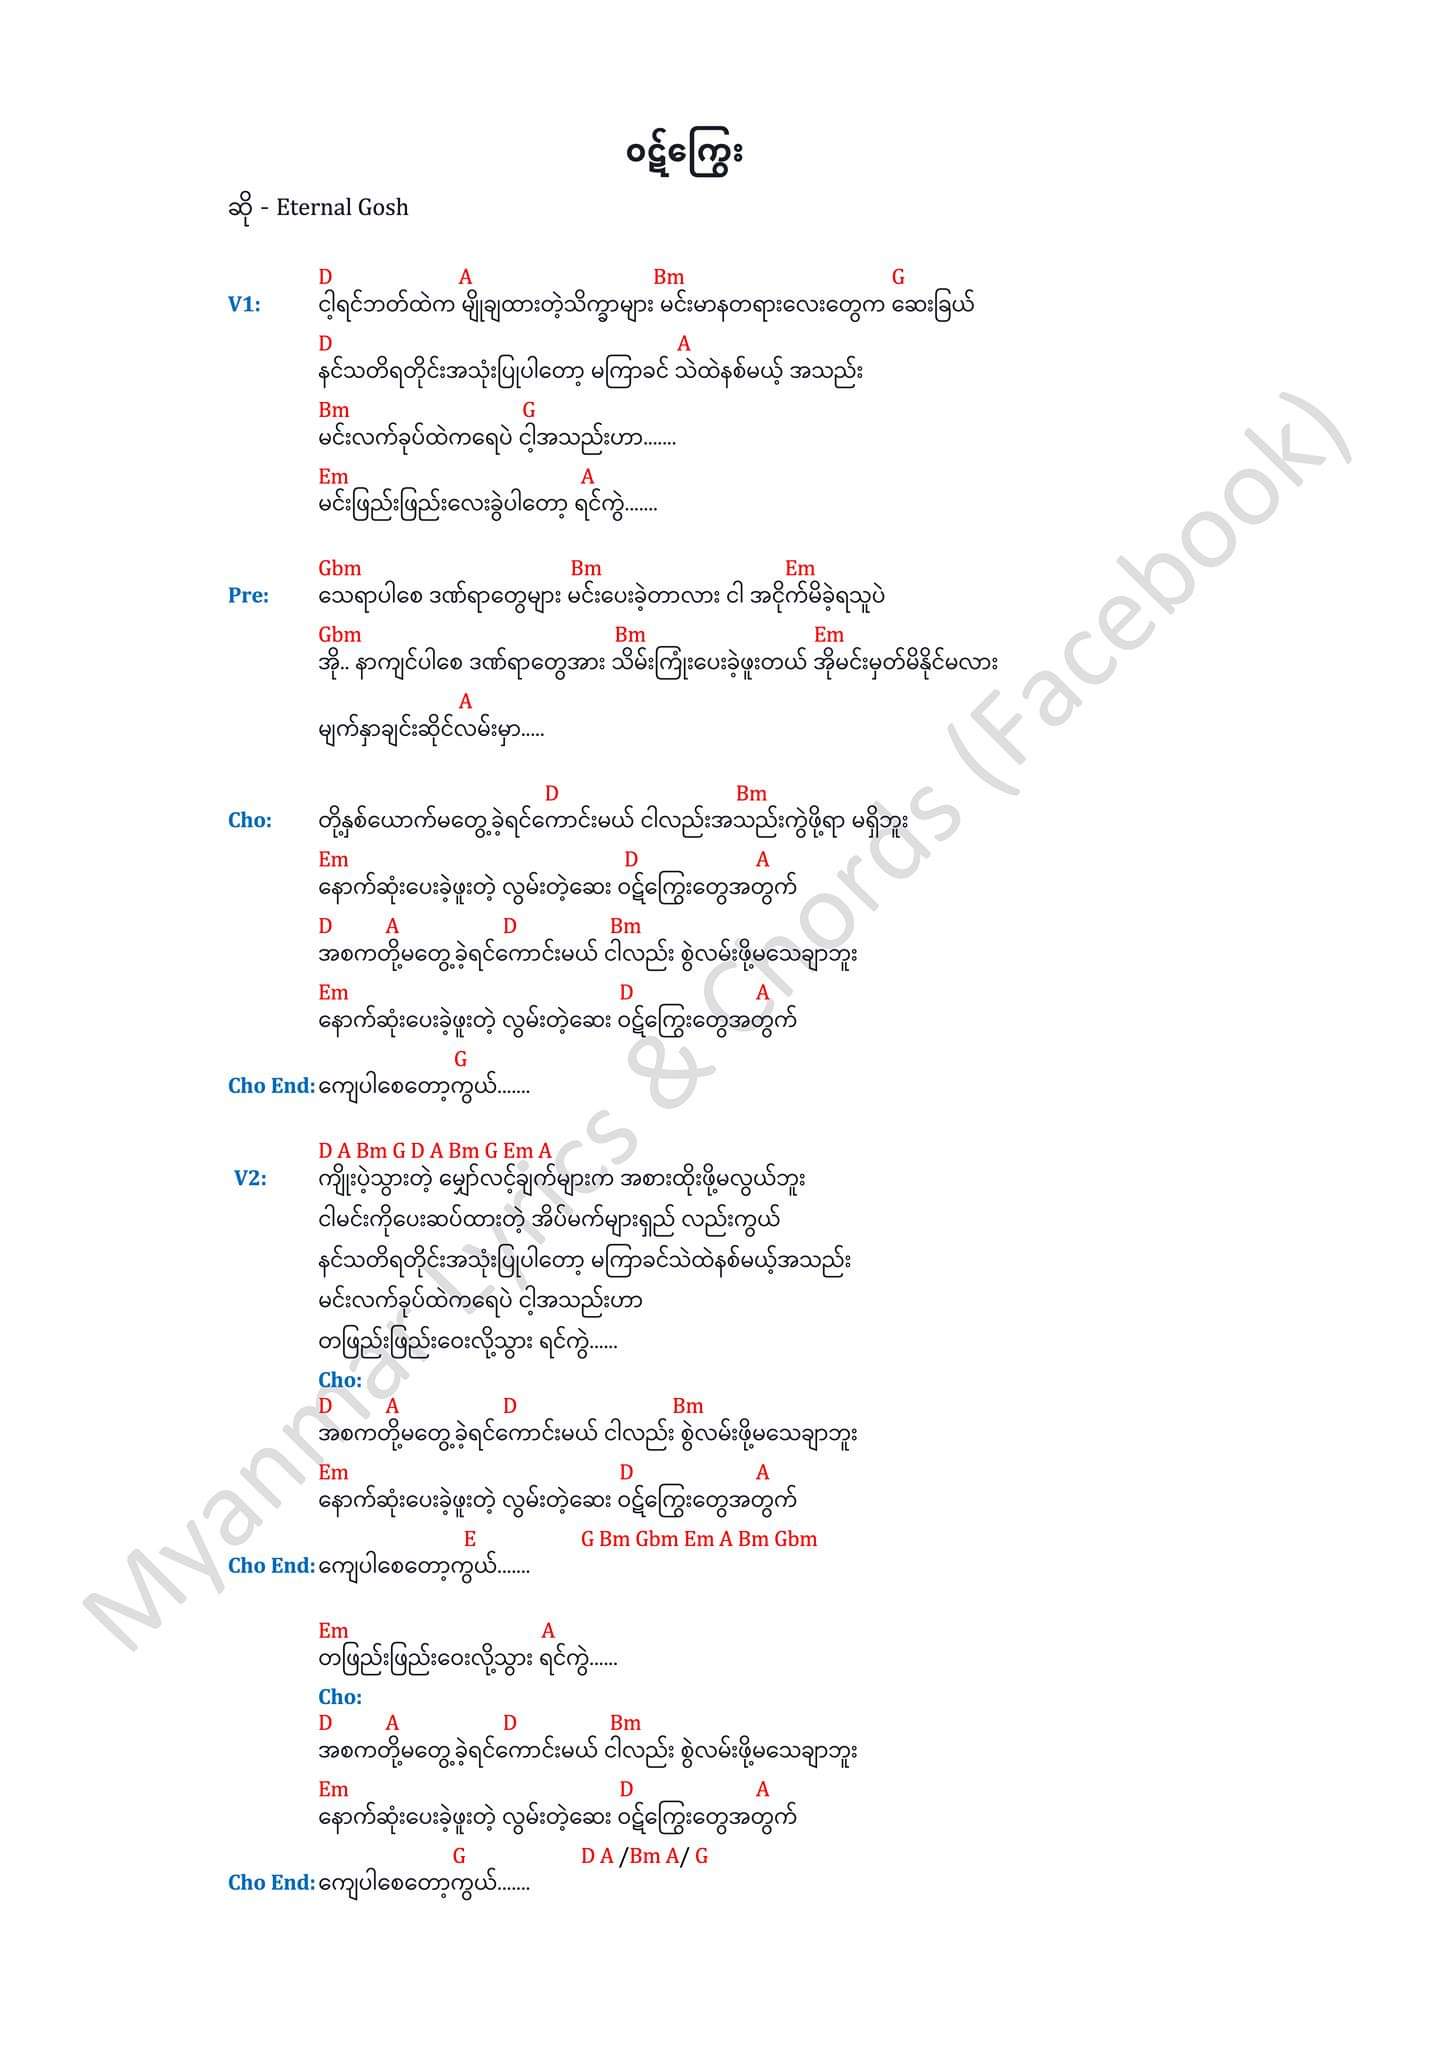 ဝဋ်ကြွေး
ဆို - Eternal Gosh
D A Bm G
V1: ငါ့ရင်ဘတ်ထဲက မျိုချထားတဲ့သိက္ခာများ မင်းမာနတရားလေးတွေက ဆေးခြယ်
D A
နင်သတိရတိုင်းအသုံးပြုပါတော့ မကြာခင် သဲထဲနစ်မယ့် အသည်း
Bm G
မင်းလက်ခုပ်ထဲကရေပဲ ငါ့အသည်းဟာ.......
Em A
မင်းဖြည်းဖြည်းလေးခွဲပါတော့ ရင်ကွဲ.......
Gbm Bm Em
Pre: သေရာပါစေ ဒဏ်ရာတွေများ မင်းပေးခဲ့တာလား ငါ အငိုက်မိခဲ့ရသူပဲ
Gbm Bm Em
အို.. နာကျင်ပါစေ ဒဏ်ရာတွေအား သိမ်းကြုံးပေးခဲ့ဖူးတယ် အိုမင်းမှတ်မိနိုင်မလား
A
မျက်နှာချင်းဆိုင်လမ်းမှာ.....
D Bm
Cho: တို့နှစ်ယောက်မတွေ့ခဲ့ရင်ကောင်းမယ် ငါလည်းအသည်းကွဲဖို့ရာ မရှိဘူး
Em D A
နောက်ဆုံးပေးခဲ့ဖူးတဲ့ လွမ်းတဲ့ဆေး ဝဋ်ကြွေးတွေအတွက်
D A D Bm
အစကတို့မတွေ့ခဲ့ရင်ကောင်းမယ် ငါလည်း စွဲလမ်းဖို့မသေချာဘူး
Em D A
နောက်ဆုံးပေးခဲ့ဖူးတဲ့ လွမ်းတဲ့ဆေး ဝဋ်ကြွေးတွေအတွက်
G
Cho End: ကျေပါစေတော့ကွယ်.......
D A Bm G D A Bm G Em A
V2: ကျိုးပဲ့သွားတဲ့ မျှော်လင့်ချက်များက အစားထိုးဖို့မလွယ်ဘူး
ငါမင်းကိုပေးဆပ်ထားတဲ့ အိပ်မက်များရှည် လည်းကွယ်
နင်သတိရတိုင်းအသုံးပြုပါတော့ မကြာခင်သဲထဲနစ်မယ့်အသည်း
မင်းလက်ခုပ်ထဲကရေပဲ ငါ့အသည်းဟာ
တဖြည်းဖြည်းဝေးလို့သွား ရင်ကွဲ......
Cho:
D A D Bm
အစကတို့မတွေ့ခဲ့ရင်ကောင်းမယ် ငါလည်း စွဲလမ်းဖို့မသေချာဘူး
Em D A
နောက်ဆုံးပေးခဲ့ဖူးတဲ့ လွမ်းတဲ့ဆေး ဝဋ်ကြွေးတွေအတွက်
E G Bm Gbm Em A Bm Gbm
Cho End: ကျေပါစေတော့ကွယ်.......
Em A
တဖြည်းဖြည်းဝေးလို့သွား ရင်ကွဲ......
Cho:
D A D Bm
အစကတို့မတွေ့ခဲ့ရင်ကောင်းမယ် ငါလည်း စွဲလမ်းဖို့မသေချာဘူး
Em D A
နောက်ဆုံးပေးခဲ့ဖူးတဲ့ လွမ်းတဲ့ဆေး ဝဋ်ကြွေးတွေအတွက်
G D A /Bm A/ G
Cho End: ကျေပါစေတော့ကွယ်.......
Myanmar Lyrics & Chords (Facebook)